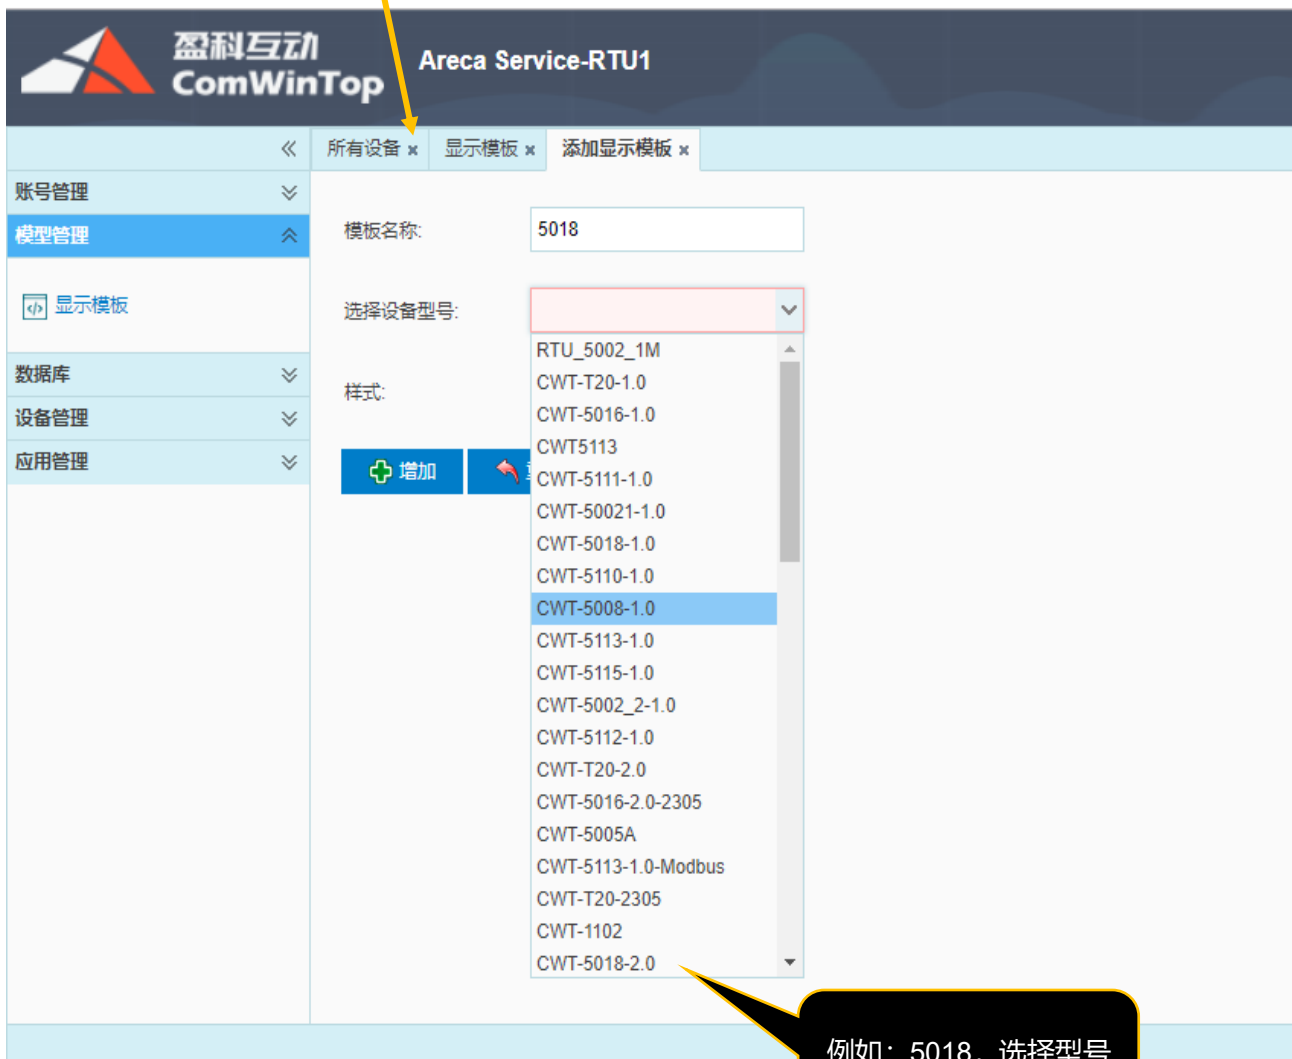 盈科互动
ComWinTop
Areca Service-RTU1
所有设备 显示模板 添加显示模板
账号管理
模型管理
显示模板
数据库
设备管理
应用管理
模板名称: 5018
选择设备型号:
样式:
增加
RTU_5002_1M
CWT-T20-1.0
CWT-5016-1.0
CWT5113
CWT-5111-1.0
CWT-50021-1.0
CWT-5018-1.0
CWT-5110-1.0
CWT-5008-1.0
CWT-5113-1.0
CWT-5115-1.0
CWT-5002_2-1.0
CWT-5112-1.0
CWT-T20-2.0
CWT-5016-2.0-2305
CWT-5005A
CWT-5113-1.0-Modbus
CWT-T20-2305
CWT-1102
CWT-5018-2.0
例如：5018，选择型号